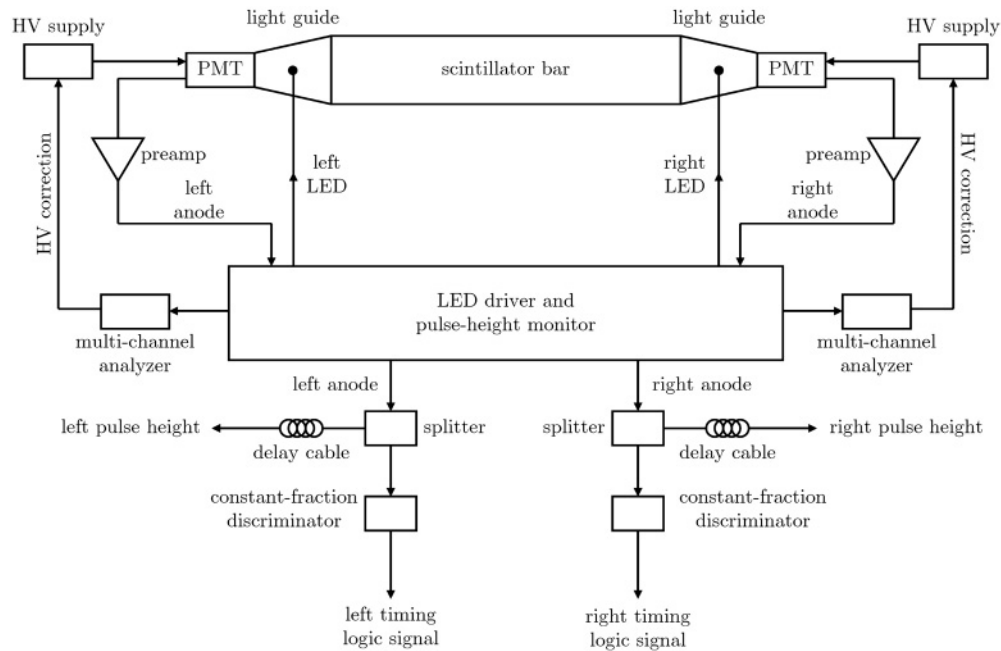 HV supply
light guide
light guide
HV supply
PMT
scintillator bar
PMT
preamp
left
LED
right
LED
preamp
HV correction
left
anode
right
anode
HV correction
LED driver and
pulse-height monitor
multi-channel
analyzer
multi-channel
analyzer
left anode
right anode
left pulse height
delay cable
splitter
splitter
delay cable
right pulse height
constant-fraction
discriminator
constant-fraction
discriminator
left timing
logic signal
right timing
logic signal